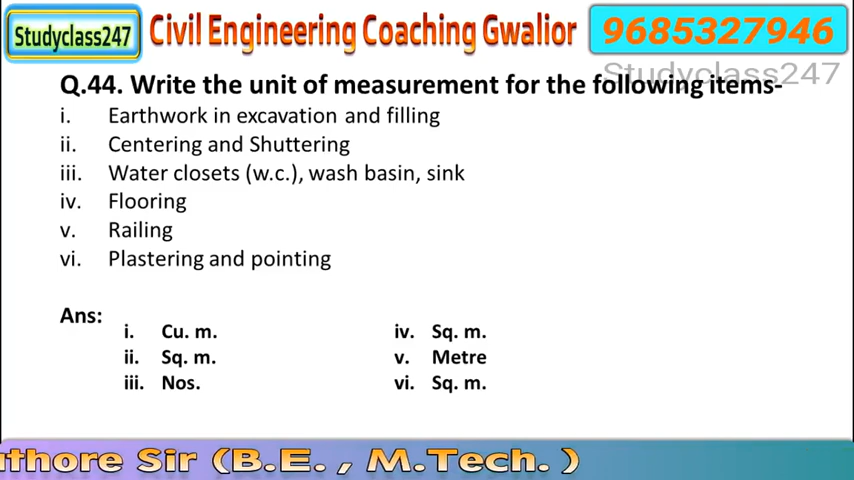 Studyclass247 Civil Engineering Coaching Gwalior 9685327946
Studyclass247
Q.44. Write the unit of measurement for the following items-
i. Earthwork in excavation and filling
ii. Centering and Shuttering
iii. Water closets (w.c.), wash basin, sink
iv. Flooring
v. Railing
vi. Plastering and pointing
Ans:
i. Cu. m. iv. Sq. m.
ii. Sq. m. v. Metre
iii. Nos. vi. Sq. m.
Sir (B.E. , M.Tech. )